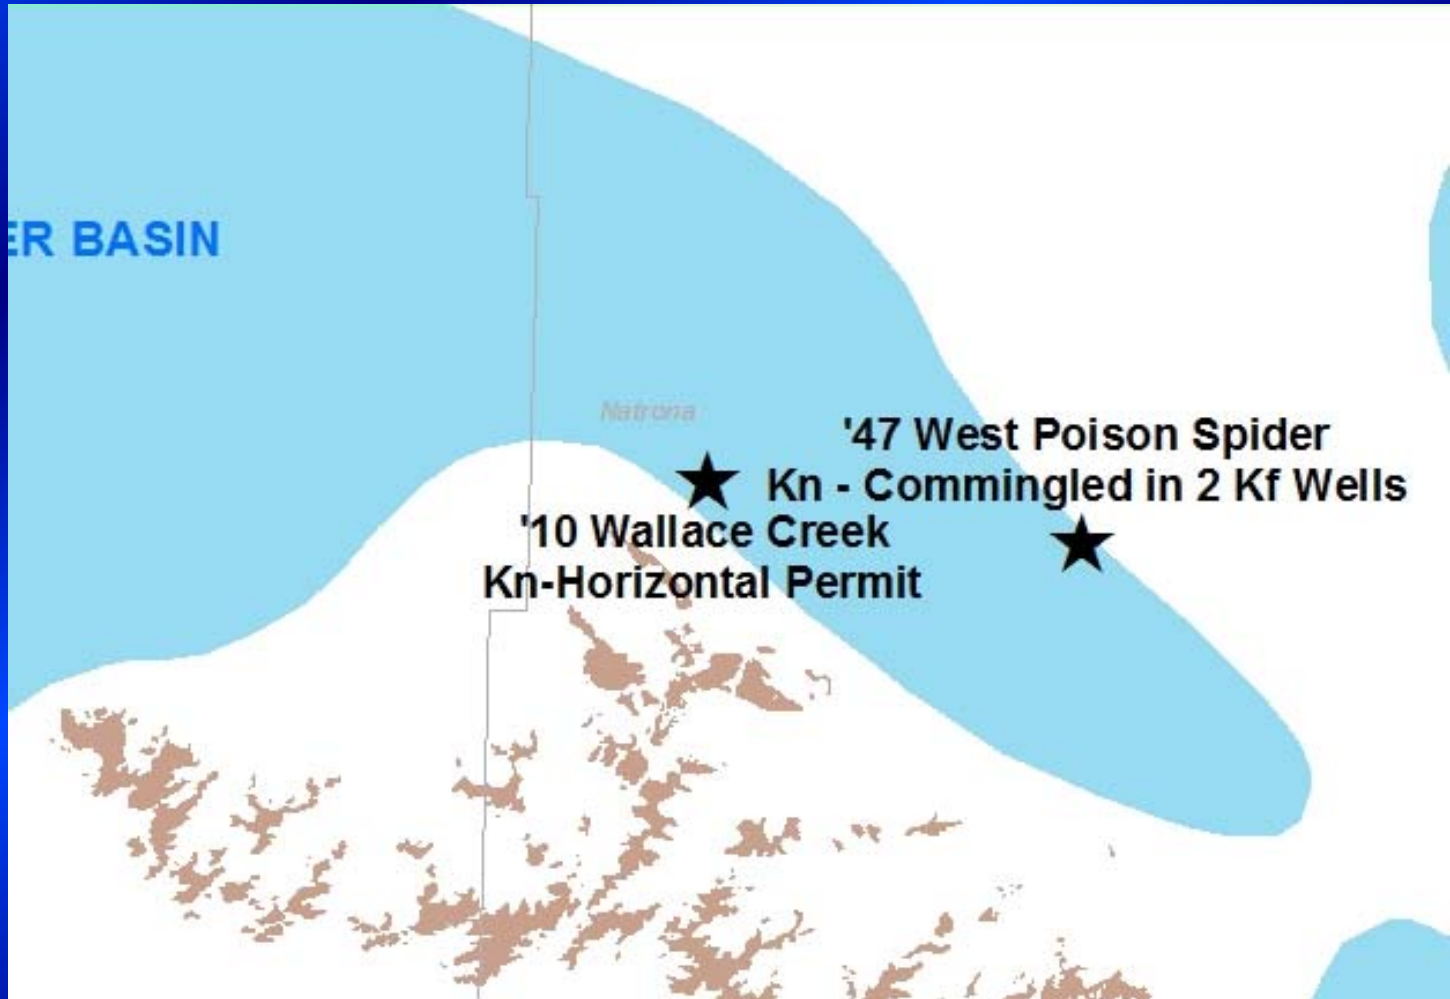 ER BASIN
Natrona
'47 West Poison Spider
Kn - Commingled in 2 Kf Wells
'10 Wallace Creek
Kn-Horizontal Permit